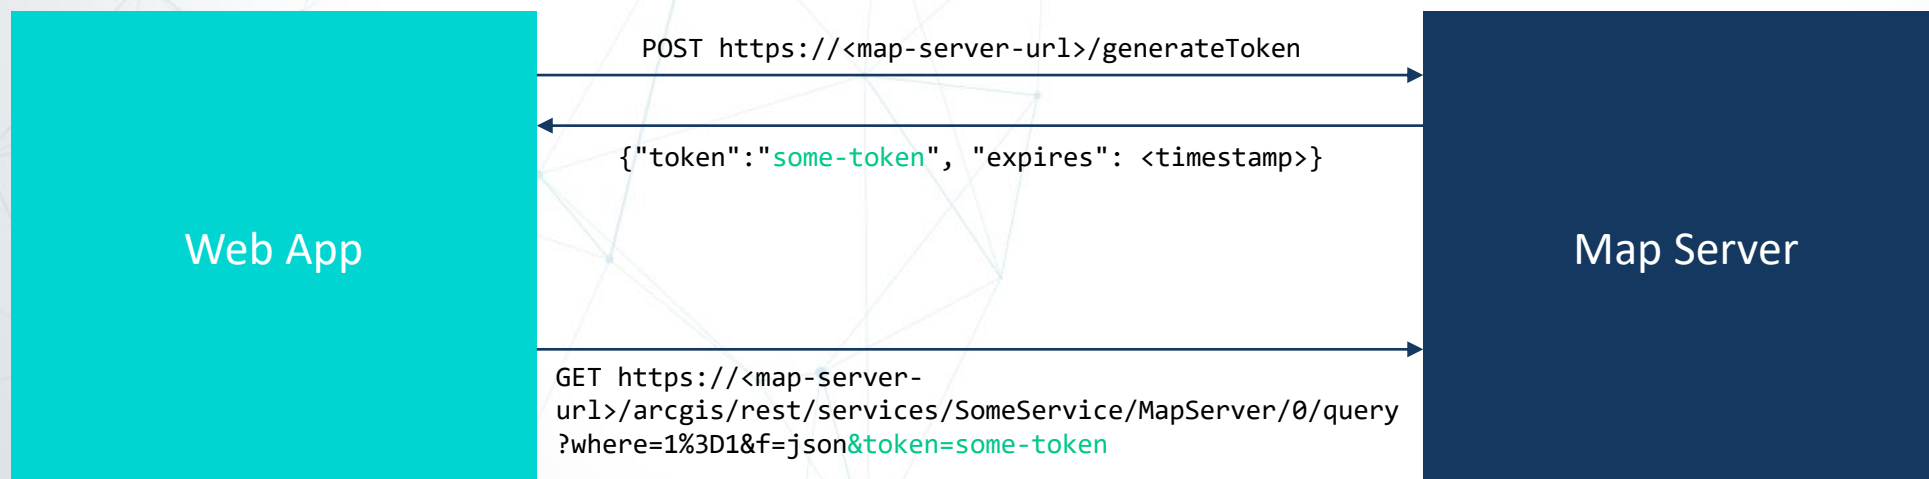 POST https://<map-server-url>/generateToken
{"token":"some-token", "expires": <timestamp>}
Web App
Map Server
GET https://<map-server-
url>/arcgis/rest/services/SomeService/MapServer/0/query
?where=1%3D1&f=json&token=some-token